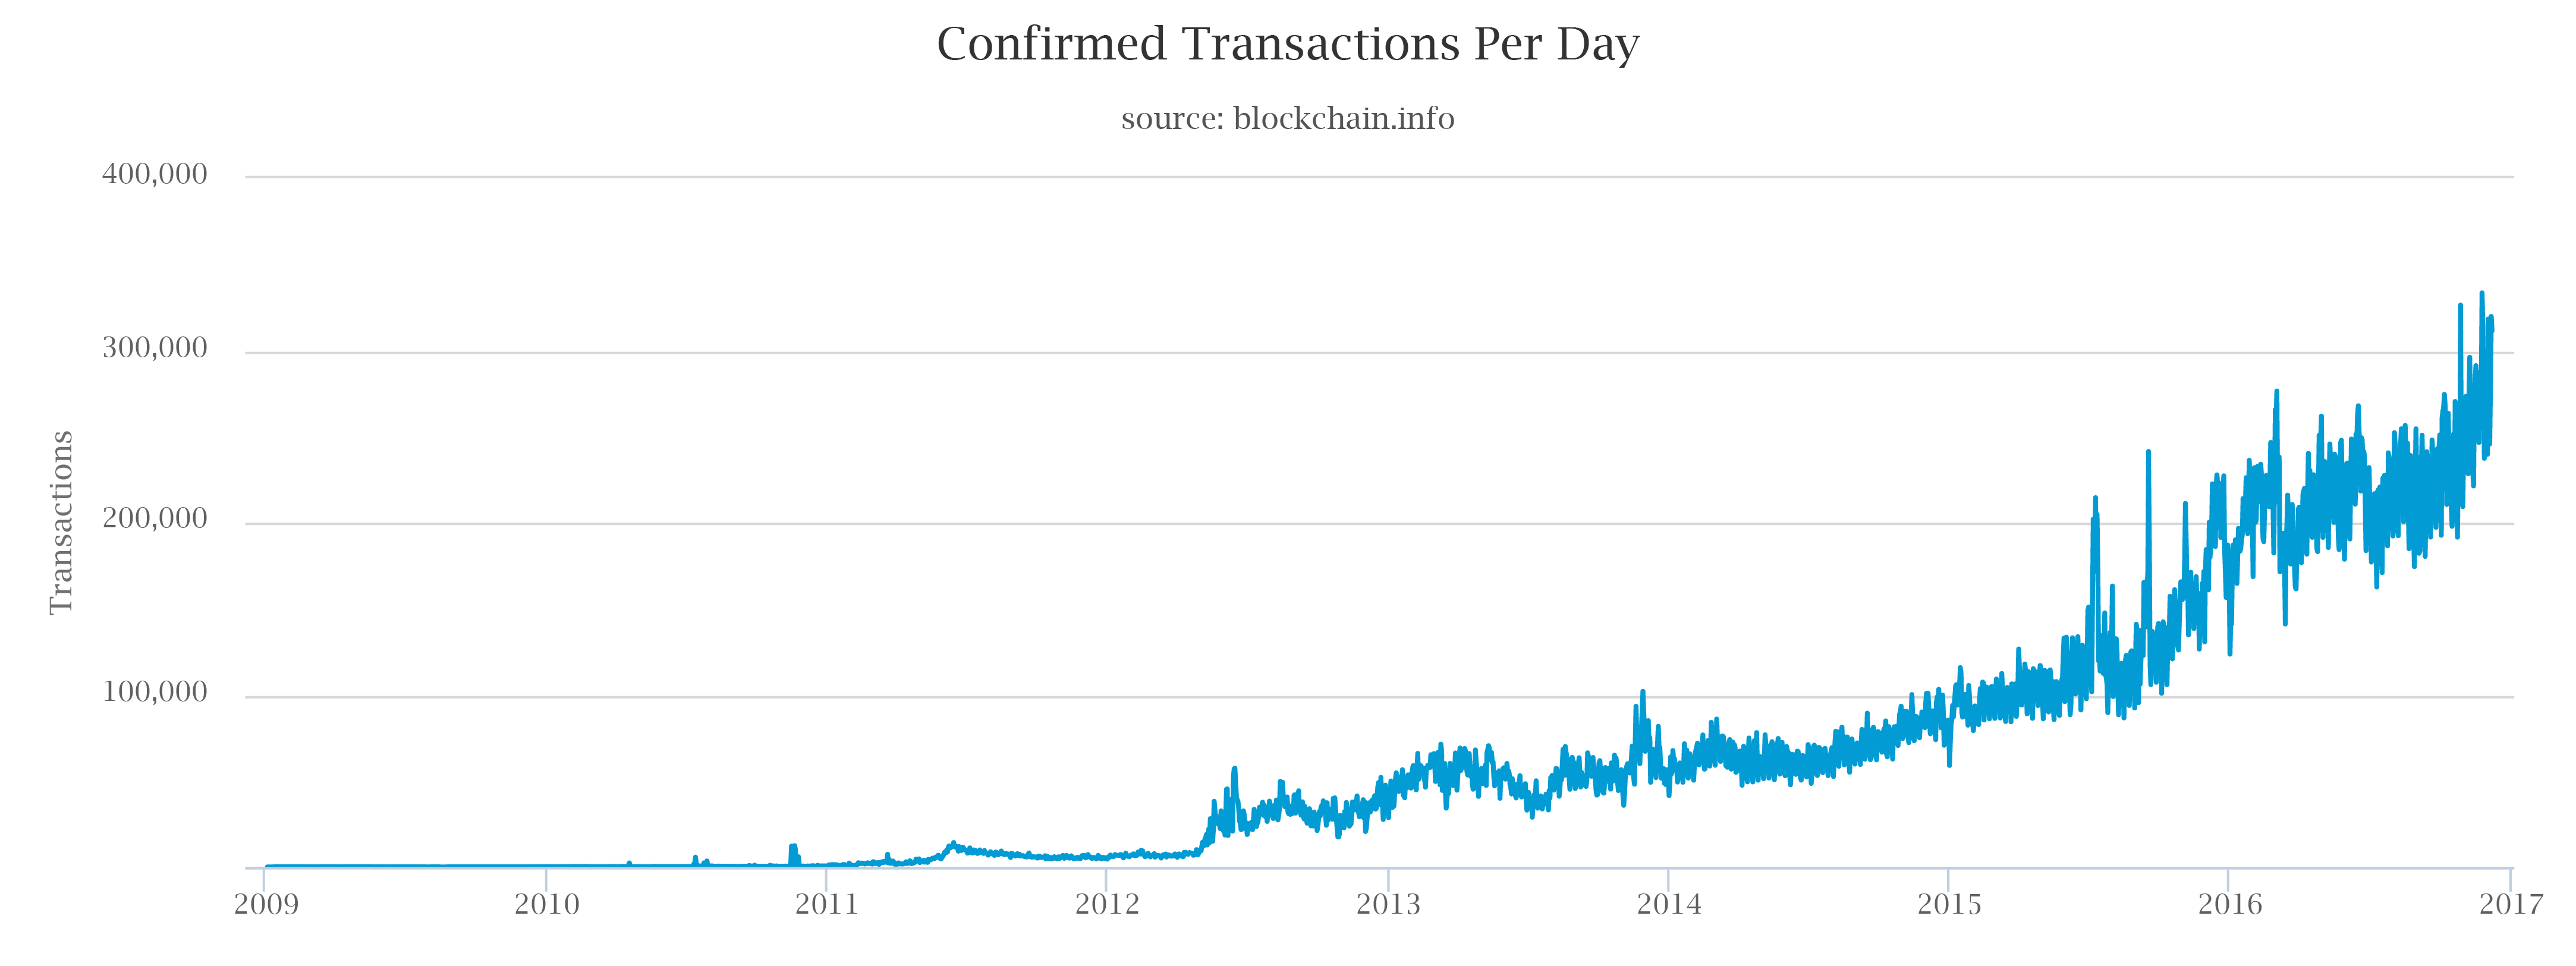 Confirmed Transactions Per Day
source: blockchain.info
400,000
300,000
200,000
100,000
Transactions
2009 2010 2011 2012 2013 2014 2015 2016 2017